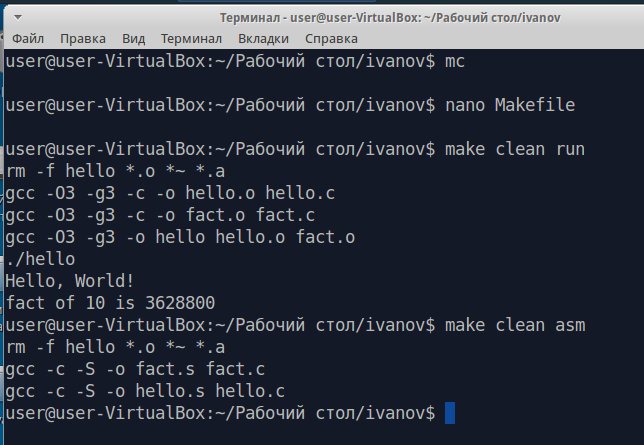 Терминал - user@user-VirtualBox: ~/Рабочий стол/ivanov
Файл Правка Вид Терминал Вкладки Справка
user@user-VirtualBox:~/Рабочий стол/ivanov$ mc
user@user-VirtualBox:~/Рабочий стол/ivanov$ nano Makefile
user@user-VirtualBox:~/Рабочий стол/ivanov$ make clean run
rm -f hello *.o *~ *.a
gcc -O3 -g3 -c -o hello.o hello.c
gcc -O3 -g3 -c -o fact.o fact.c
gcc -O3 -g3 -o hello hello.o fact.o
./hello
Hello, World!
fact of 10 is 3628800
user@user-VirtualBox:~/Рабочий стол/ivanov$ make clean asm
rm -f hello *.o *~ *.a
gcc -c -S -o fact.s fact.c
gcc -c -S -o hello.s hello.c
user@user-VirtualBox:~/Рабочий стол/ivanov$